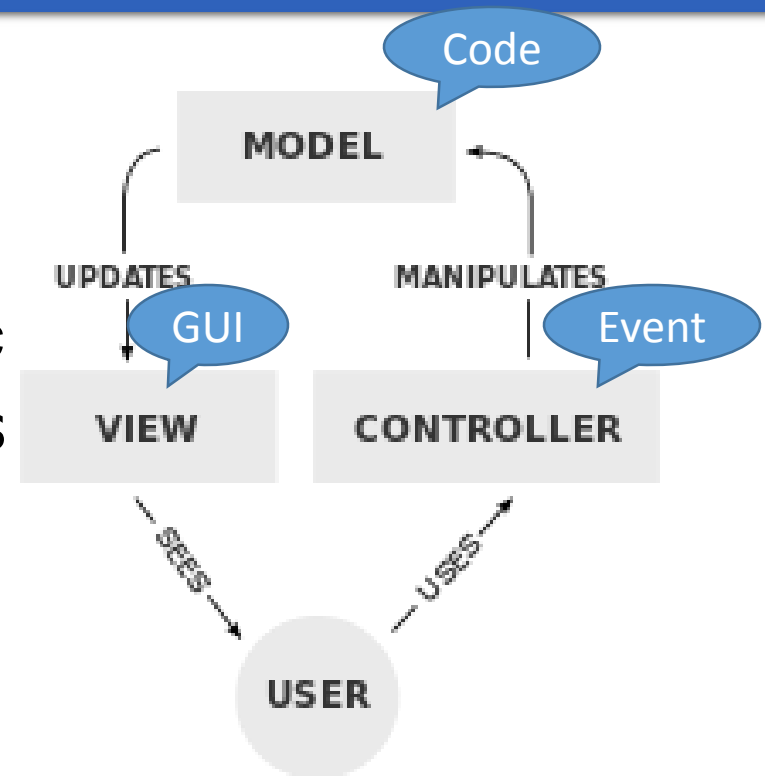 Code
MODEL
UPDATES
MANIPULATES
GUI
Event
VIEW
CONTROLLER
SEES
USES
USER